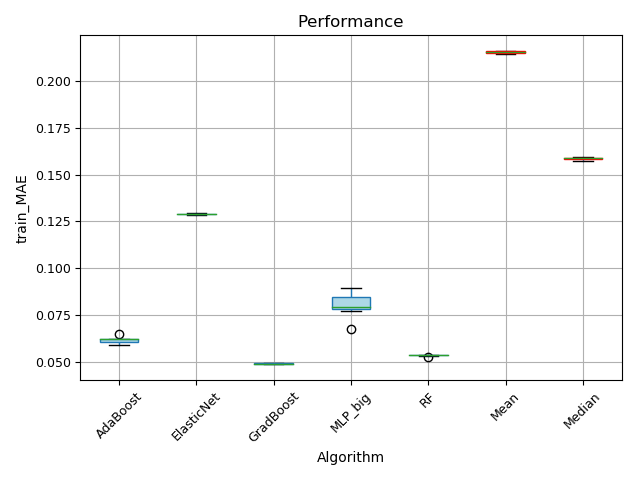 Performance
train_MAE
0.200
0.175
0.150
0.125
0.100
0.075
0.050
AdaBoost
ElasticNet
GradBoost
MLP_big
RF
Mean
Median
Algorithm